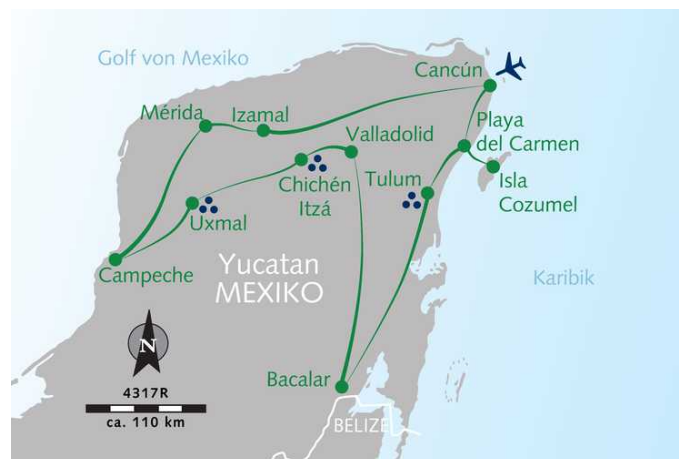 Golf von Mexiko
Cancún
Mérida
Izamal
Valladolid
Playa
del Carmen
Chichén
Itzá
Tulum
Isla
Cozumel
Uxmal
Campeche
Yucatan
MEXIKO
Karibik
N
Bacalar
4317R
ca. 110 km
BELIZE